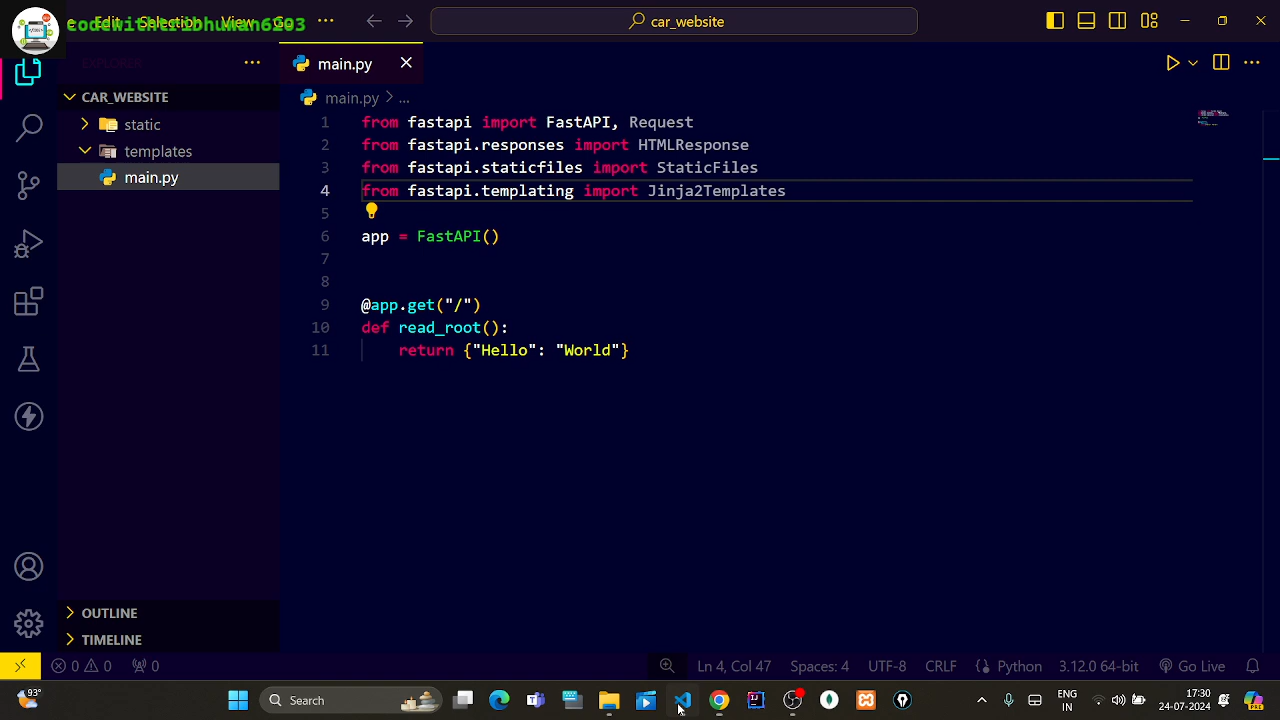 codewithtribhuwan6203
Edit Selection View Go ...
car_website
EXPLORER
main.py
CAR_WEBSITE
main.py > ...
static
templates
main.py
1 from fastapi import FastAPI, Request
2 from fastapi.responses import HTMLResponse
3 from fastapi.staticfiles import StaticFiles
4 from fastapi.templating import Jinja2Templates
5
6 app = FastAPI()
7
8
9 @app.get("/")
10 def read_root():
11 return {"Hello": "World"}
OUTLINE
TIMELINE
0 0 0 Ln 4, Col 47 Spaces: 4 UTF-8 CRLF Python 3.12.0 64-bit Go Live
93° Search ENG IN 17:30 24-07-2024